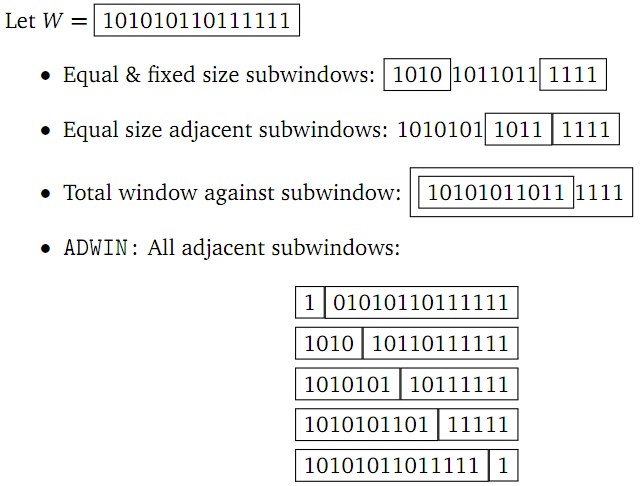 Let W = 101010110111111
• Equal & fixed size subwindows: 1010 1011011 1111
• Equal size adjacent subwindows: 1010101 1011 1111
• Total window against subwindow: 10101011011 1111
• ADWIN: All adjacent subwindows:
1 01010110111111
1010 10110111111
1010101 10111111
1010101101 11111
10101011011111 1